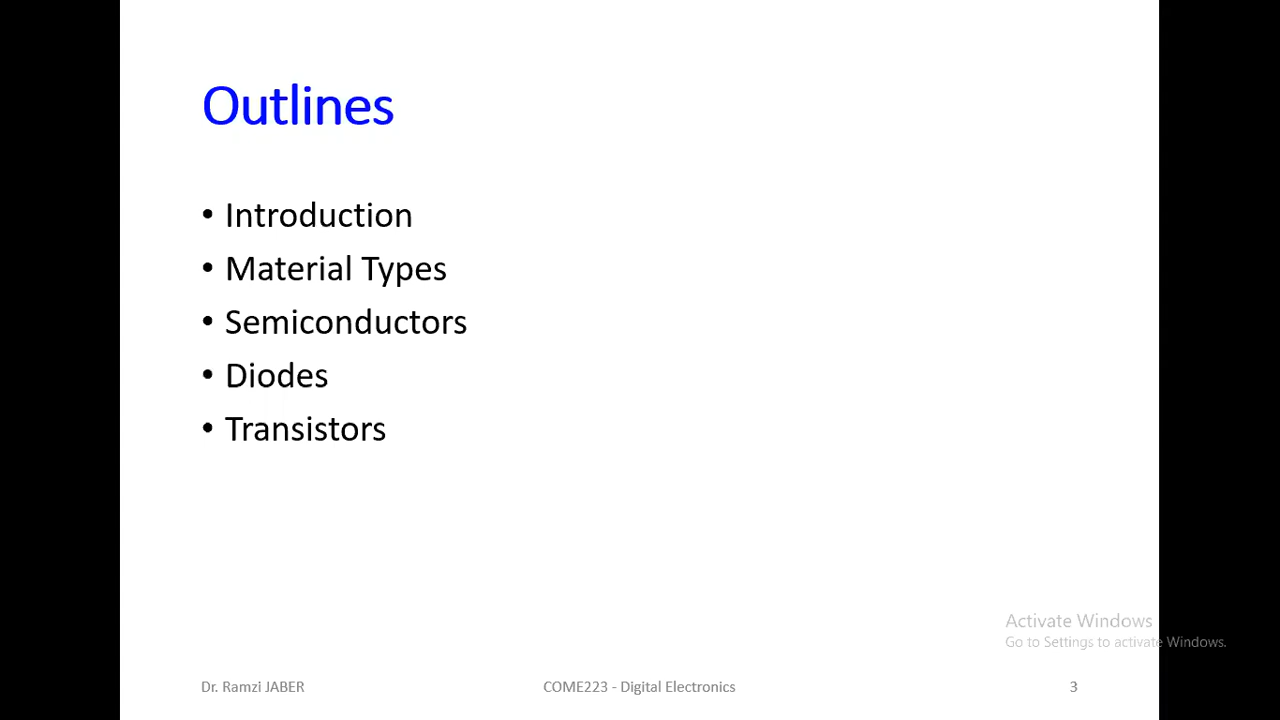 Outlines
• Introduction
• Material Types
• Semiconductors
• Diodes
• Transistors
Activate Windows
Go to Settings to activate Windows.
Dr. Ramzi JABER
COME223 - Digital Electronics
3